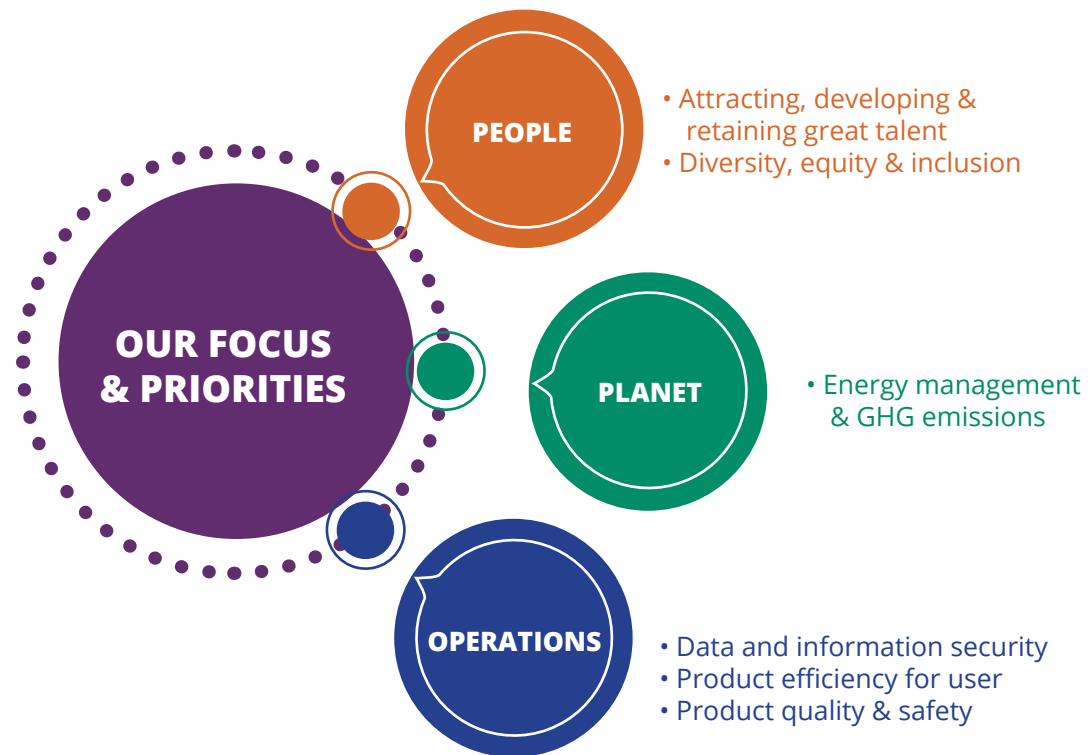 PEOPLE
• Attracting, developing &
retaining great talent
• Diversity, equity & inclusion
OUR FOCUS
& PRIORITIES
PLANET
• Energy management
& GHG emissions
OPERATIONS
• Data and information security
• Product efficiency for user
• Product quality & safety